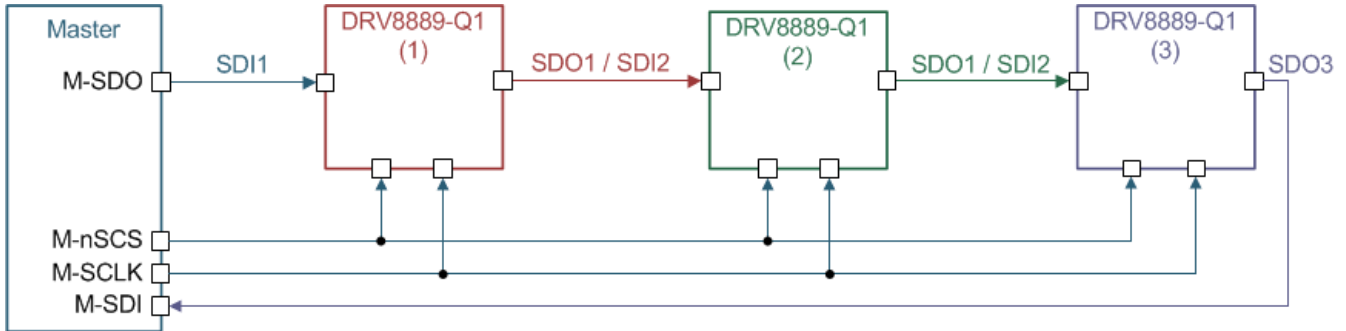 Master
M-SDO
SDI1
DRV8889-Q1
(1)
SDO1 / SDI2
DRV8889-Q1
(2)
SDO1 / SDI2
DRV8889-Q1
(3)
SDO3
M-nSCS
M-SCLK
M-SDI